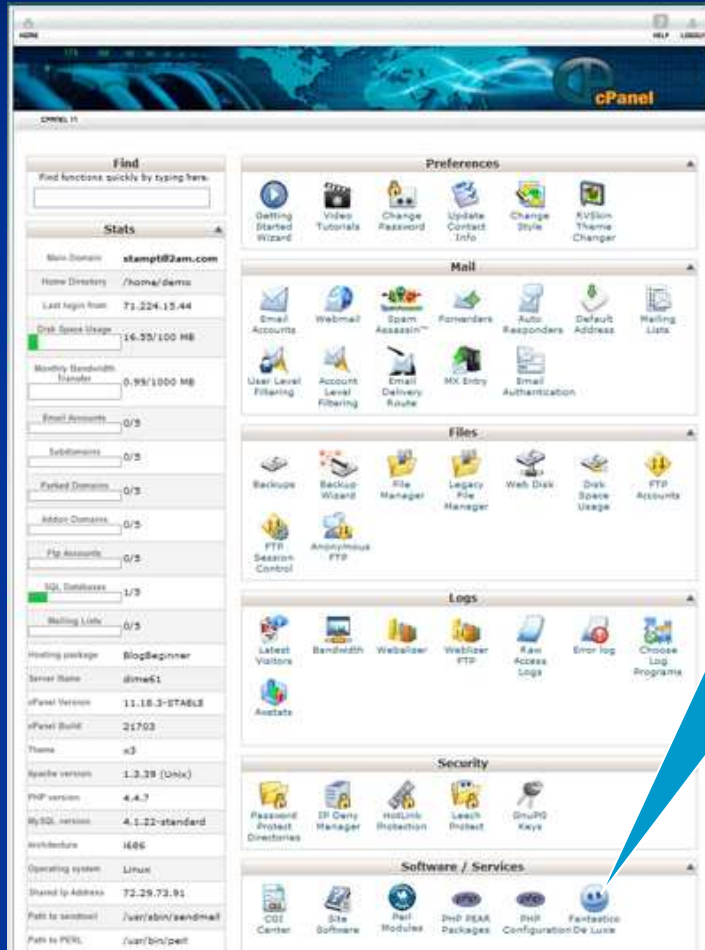 HOME
HELP
LOGOUT
cPanel
CPANEL 11
Find
Find functions quickly by typing here.
Stats
Main Domain stampt@2am.com
Home Directory /home/demo
Last login from 71.224.15.44
Disk Space Usage 16.55/100 MB
Monthly Bandwidth Transfer 0.99/1000 MB
Email Accounts 0/5
Subdomains 0/5
Parked Domains 0/5
Addon Domains 0/5
Ftp Accounts 0/5
SQL Databases 1/5
Mailing Lists 0/5
Hosting package BlogBeginner
Server Name dime61
cPanel Version 11.18.3-STABLE
cPanel Build 21703
Theme x3
Apache version 1.3.39 (Unix)
PHP version 4.4.7
MySQL version 4.1.22-standard
Architecture i686
Operating system Linux
Shared Ip Address 72.29.73.91
Path to sendmail /usr/sbin/sendmail
Path to PERL /usr/bin/perl
Preferences
Getting Started Wizard
Video Tutorials
Change Password
Update Contact Info
Change Style
RVSkin Theme Changer
Mail
Email Accounts
Webmail
Spam Assassin™
Forwarders
Auto Responders
Default Address
Mailing Lists
User Level Filtering
Account Level Filtering
Email Delivery Route
MX Entry
Email Authentication
Files
Backups
Backup Wizard
File Manager
Legacy File Manager
Web Disk
Disk Space Usage
FTP Accounts
FTP Session Control
Anonymous FTP
Logs
Latest Visitors
Bandwidth
Webalizer
Weblizer FTP
Raw Access Logs
Error log
Choose Log Programs
Awstats
Security
Password Protect Directories
IP Deny Manager
HotLink Protection
Leech Protect
GnuPG Keys
Software / Services
CGI Center
Site Software
Perl Modules
PHP PEAR Packages
PHP Configuration
Fantastico De Luxe